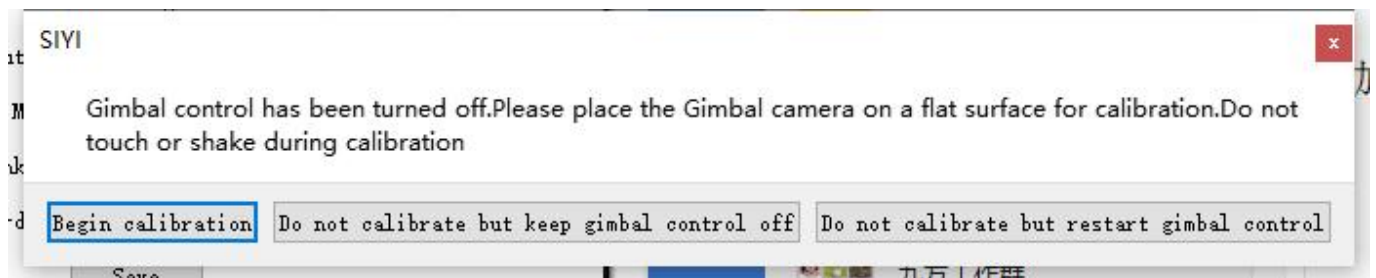 SIYI
x
Gimbal control has been turned off.Please place the Gimbal camera on a flat surface for calibration.Do not
touch or shake during calibration
Begin calibration
Do not calibrate but keep gimbal control off
Do not calibrate but restart gimbal control